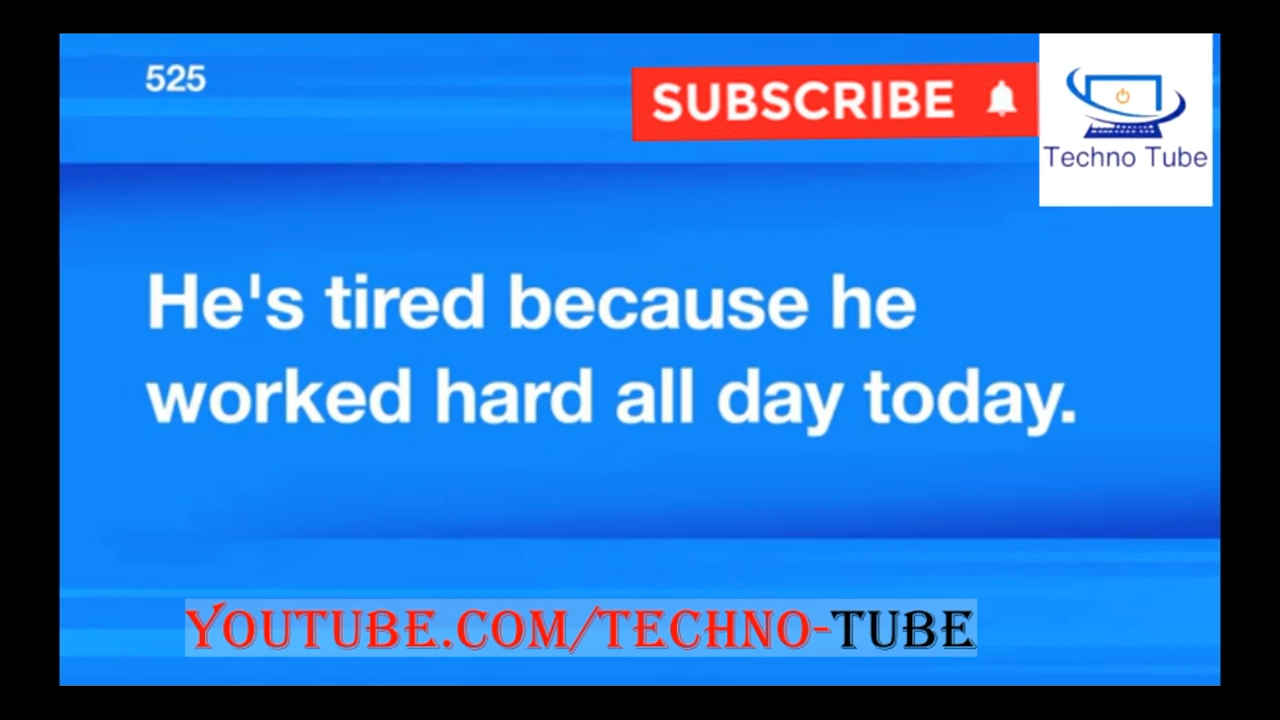 525
SUBSCRIBE
Techno Tube
He's tired because he
worked hard all day today.
YOUTUBE.COM/TECHNO-TUBE